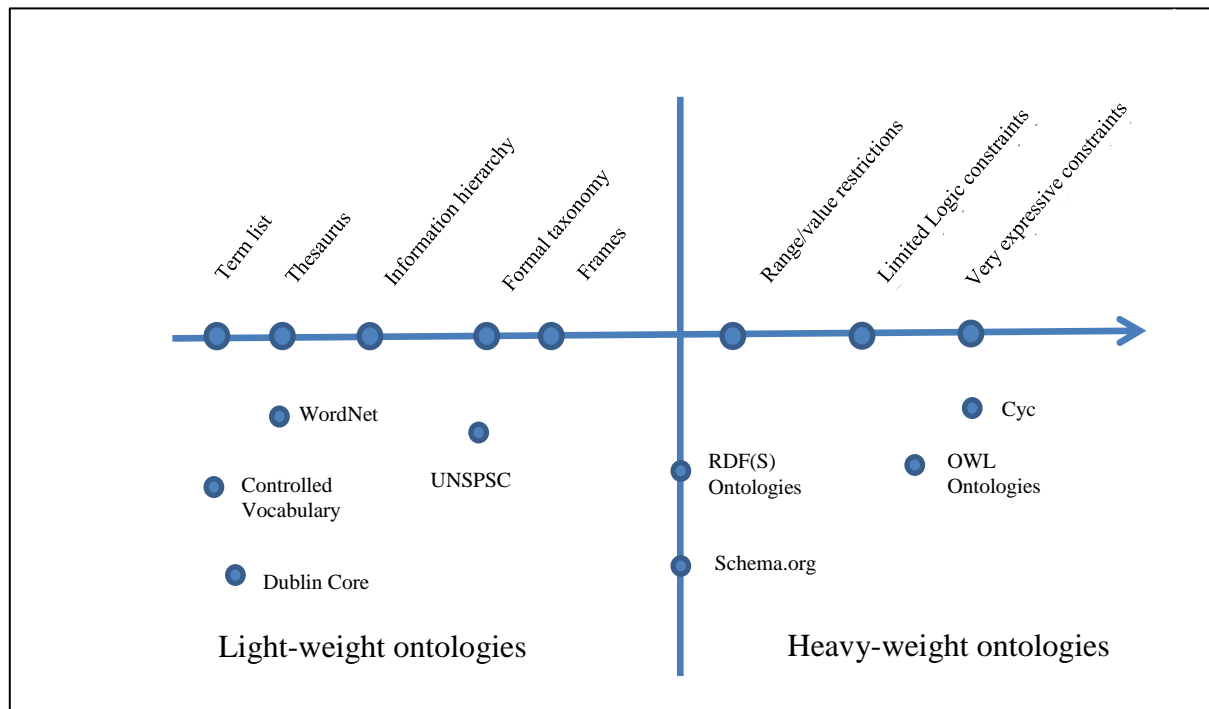 Term list
Thesaurus
Information hierarchy
Formal taxonomy
Frames
Range/value restrictions
Limited Logic constraints
Very expressive constraints
WordNet
Cyc
UNSPSC
RDF(S)
Ontologies
OWL
Ontologies
Controlled
Vocabulary
Schema.org
Dublin Core
Light-weight ontologies
Heavy-weight ontologies